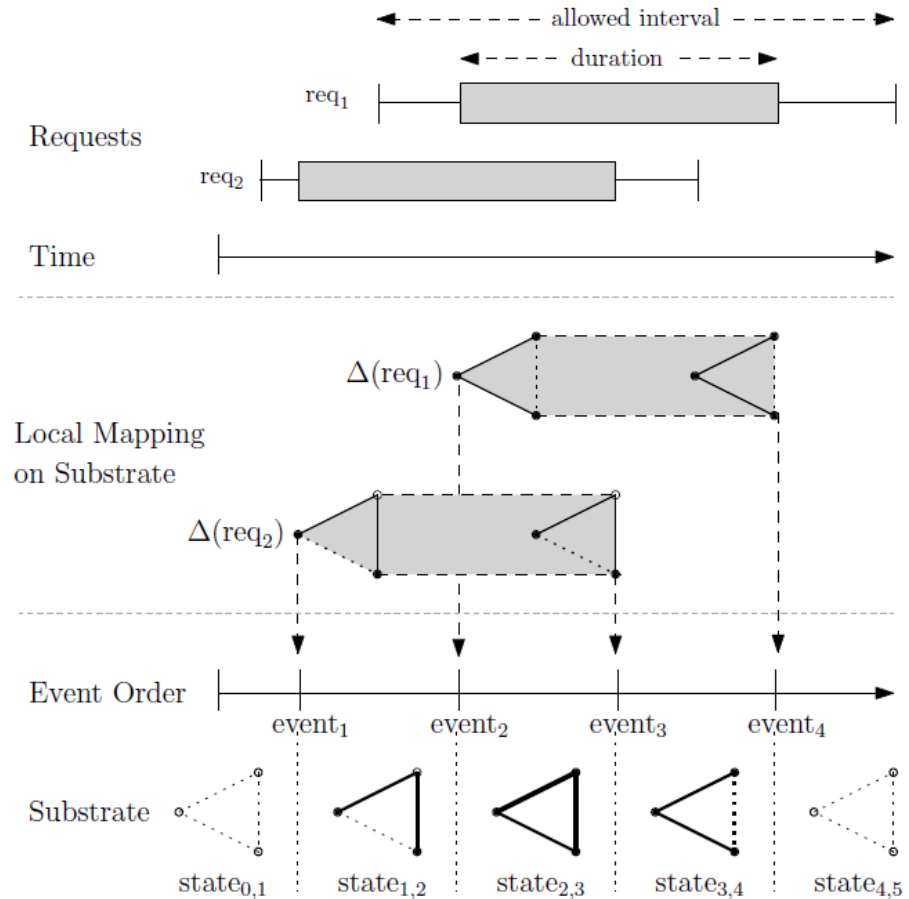 allowed interval
duration
req₁
Requests
req₂
Time
Δ(req₁)
Local Mapping
on Substrate
Δ(req₂)
Event Order
event₁ event₂ event₃ event₄
Substrate
state₀,₁ state₁,₂ state₂,₃ state₃,₄ state₄,₅